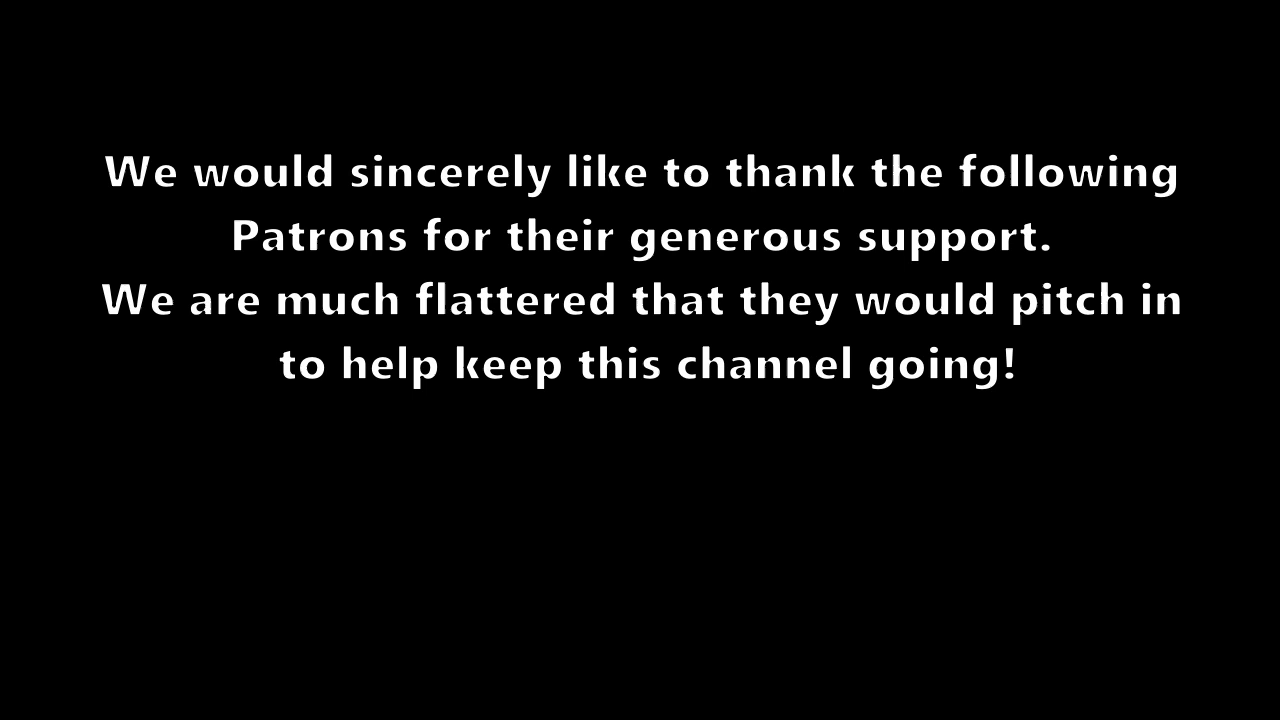 We would sincerely like to thank the following
Patrons for their generous support.
We are much flattered that they would pitch in
to help keep this channel going!